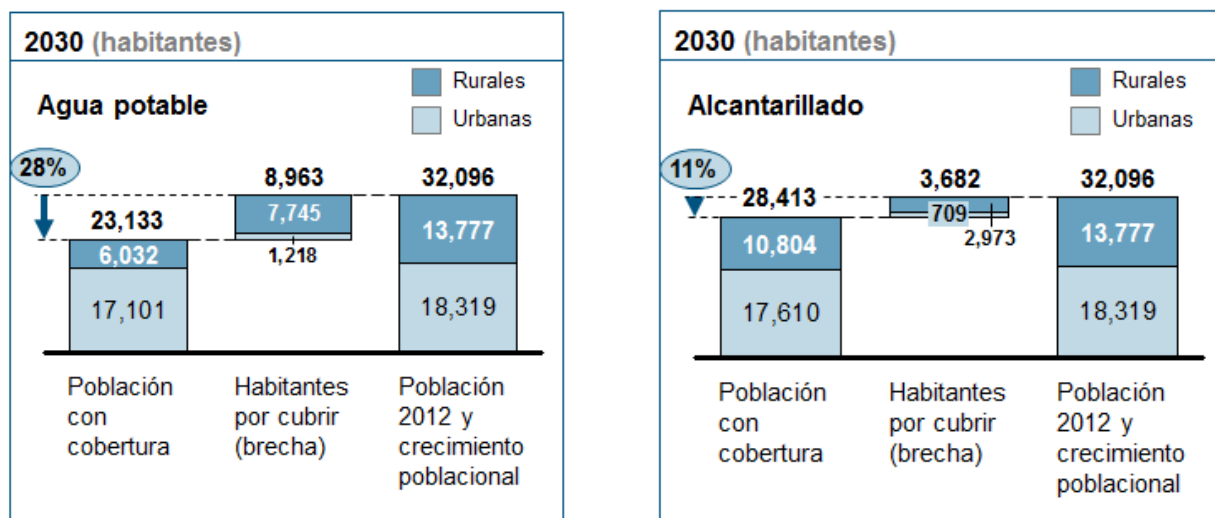 2030 (habitantes)
Rurales
Agua potable
Urbanas
28%
8,963
32,096
23,133
7,745
13,777
6,032
1,218
17,101
18,319
Población con cobertura
Habitantes por cubrir (brecha)
Población 2012 y crecimiento poblacional
2030 (habitantes)
Rurales
Alcantarillado
Urbanas
11%
28,413
3,682
32,096
709
2,973
10,804
13,777
17,610
18,319
Población con cobertura
Habitantes por cubrir (brecha)
Población 2012 y crecimiento poblacional